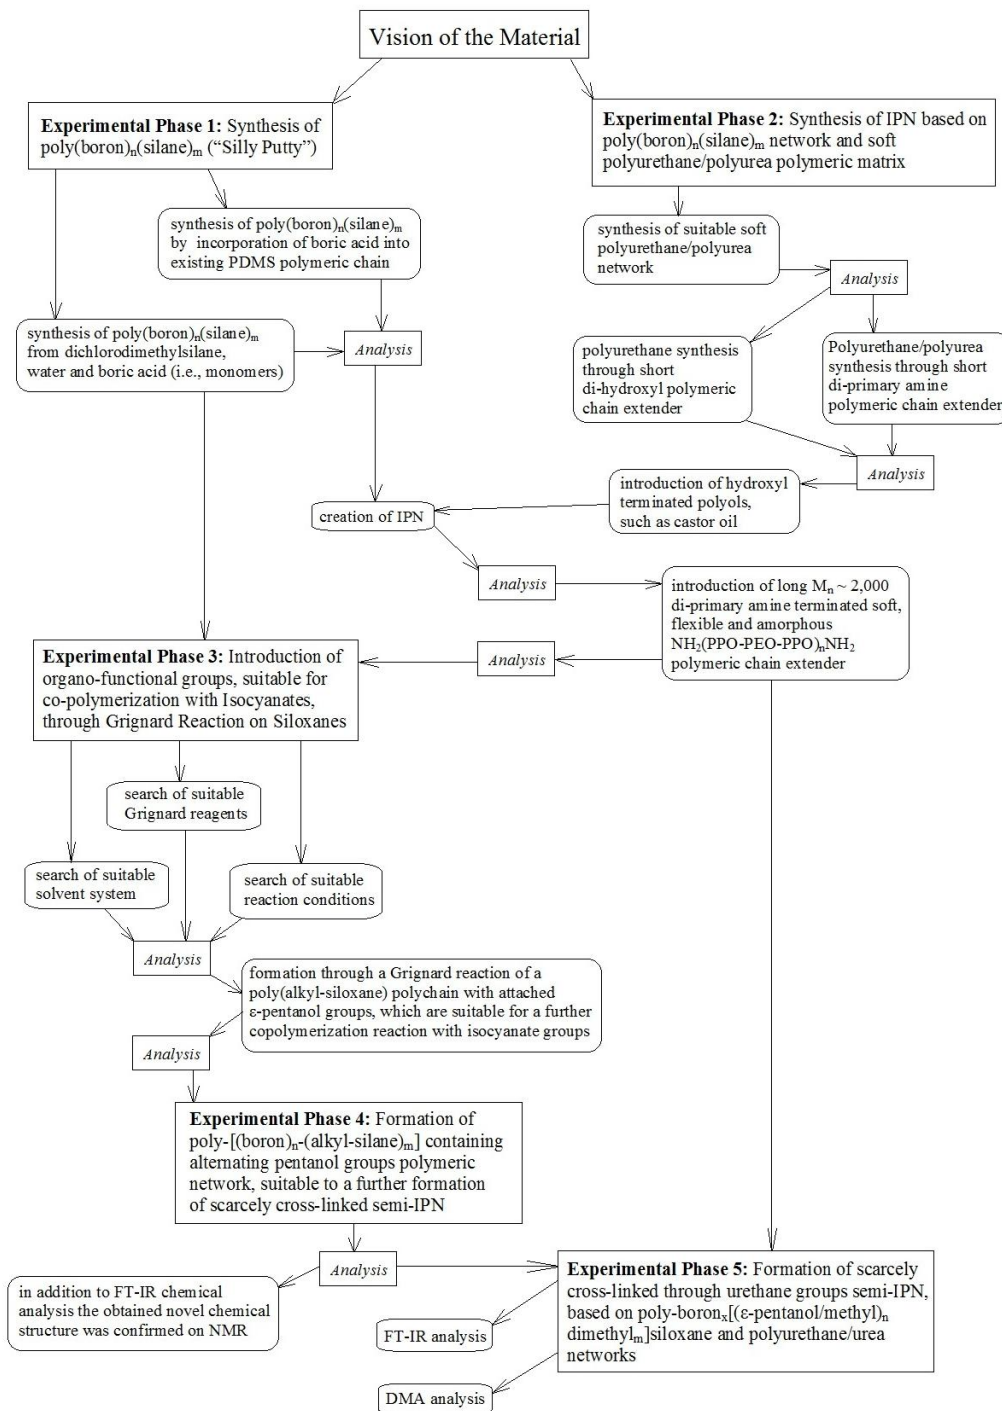 Vision of the Material
Experimental Phase 1: Synthesis of
poly(boron)ₙ(silane)ₘ (“Silly Putty”)
Experimental Phase 2: Synthesis of IPN based on
poly(boron)ₙ(silane)ₘ network and soft
polyurethane/polyurea polymeric matrix
synthesis of poly(boron)ₙ(silane)ₘ
by incorporation of boric acid into
existing PDMS polymeric chain
synthesis of suitable soft
polyurethane/polyurea
network
Analysis
synthesis of poly(boron)ₙ(silane)ₘ
from dichlorodimethylsilane,
water and boric acid (i.e., monomers)
Analysis
polyurethane synthesis
through short
di-hydroxyl polymeric
chain extender
Polyurethane/polyurea
synthesis through short
di-primary amine
polymeric chain extender
Analysis
introduction of hydroxyl
terminated polyols,
such as castor oil
creation of IPN
Analysis
introduction of long Mₙ ~ 2,000
di-primary amine terminated soft,
flexible and amorphous
NH₂(PPO-PEO-PPO)ₙNH₂
polymeric chain extender
Analysis
Experimental Phase 3: Introduction of
organo-functional groups, suitable for
co-polymerization with Isocyanates,
through Grignard Reaction on Siloxanes
search of suitable
Grignard reagents
search of suitable
solvent system
search of suitable
reaction conditions
Analysis
formation through a Grignard reaction of a
poly(alkyl-siloxane) polychain with attached
ε-pentanol groups, which are suitable for a further
copolymerization reaction with isocyanate groups
Analysis
Experimental Phase 4: Formation of
poly-[(boron)ₙ-(alkyl-silane)ₘ] containing
alternating pentanol groups polymeric
network, suitable to a further formation
of scarcely cross-linked semi-IPN
Analysis
in addition to FT-IR chemical
analysis the obtained novel chemical
structure was confirmed on NMR
Experimental Phase 5: Formation of scarcely
cross-linked through urethane groups semi-IPN,
based on poly-boronₓ[(ε-pentanol/methyl)ₙ
dimethylₘ]siloxane and polyurethane/urea
networks
FT-IR analysis
DMA analysis